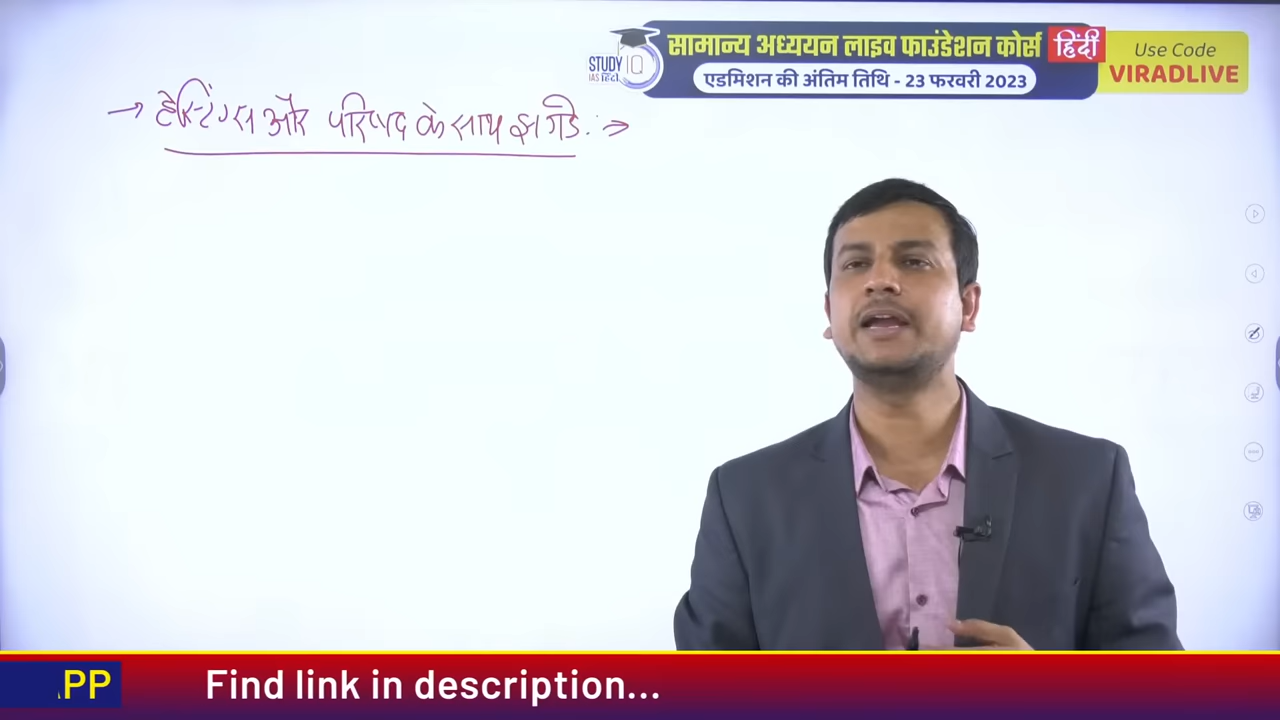 सामान्य अध्ययन लाइव फाउंडेशन कोर्स हिंदी
STUDY IQ
IAS हिंदी
एडमिशन की अंतिम तिथि - 23 फरवरी 2023
Use Code
VIRADLIVE
→ हेस्टिंग्स और परिषद के साथ झगडे :⇒
PP
Find link in description...